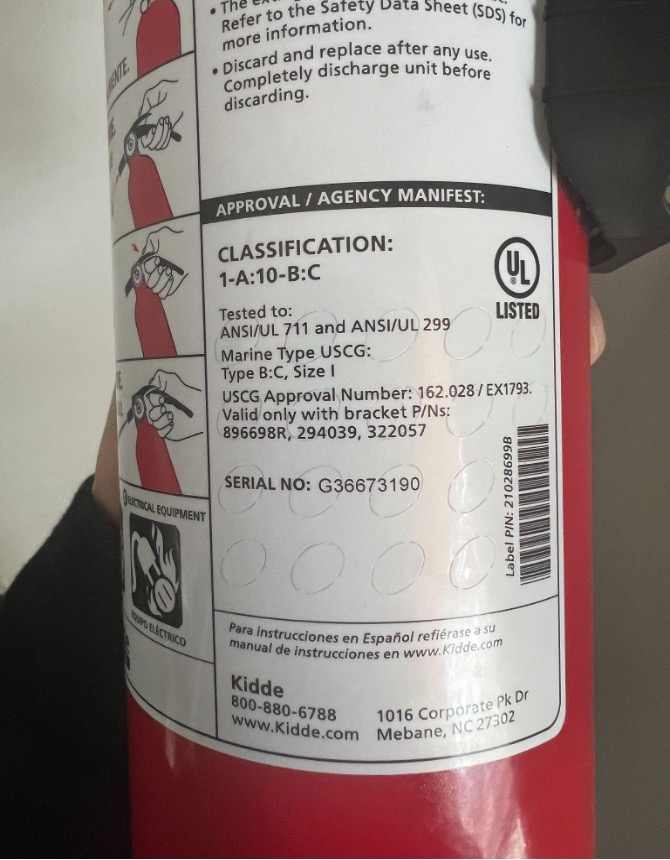 • The
Refer to the Safety Data Sheet (SDS) for
more information.
• Discard and replace after any use.
Completely discharge unit before
discarding.
APPROVAL / AGENCY MANIFEST:
CLASSIFICATION:
1-A:10-B:C
UL
LISTED
Tested to:
ANSI/UL 711 and ANSI/UL 299
Marine Type USCG:
Type B:C, Size I
USCG Approval Number: 162.028 / EX1793.
Valid only with bracket P/Ns:
896698R, 294039, 322057
SERIAL NO: G36673190
Label P/N: 21028699B
ELECTRICAL EQUIPMENT
EQUIPO ELÉCTRICO
Para instrucciones en Español refiérase a su
manual de instrucciones en www.Kidde.com
Kidde
800-880-6788
www.Kidde.com
1016 Corporate Pk Dr
Mebane, NC 27302